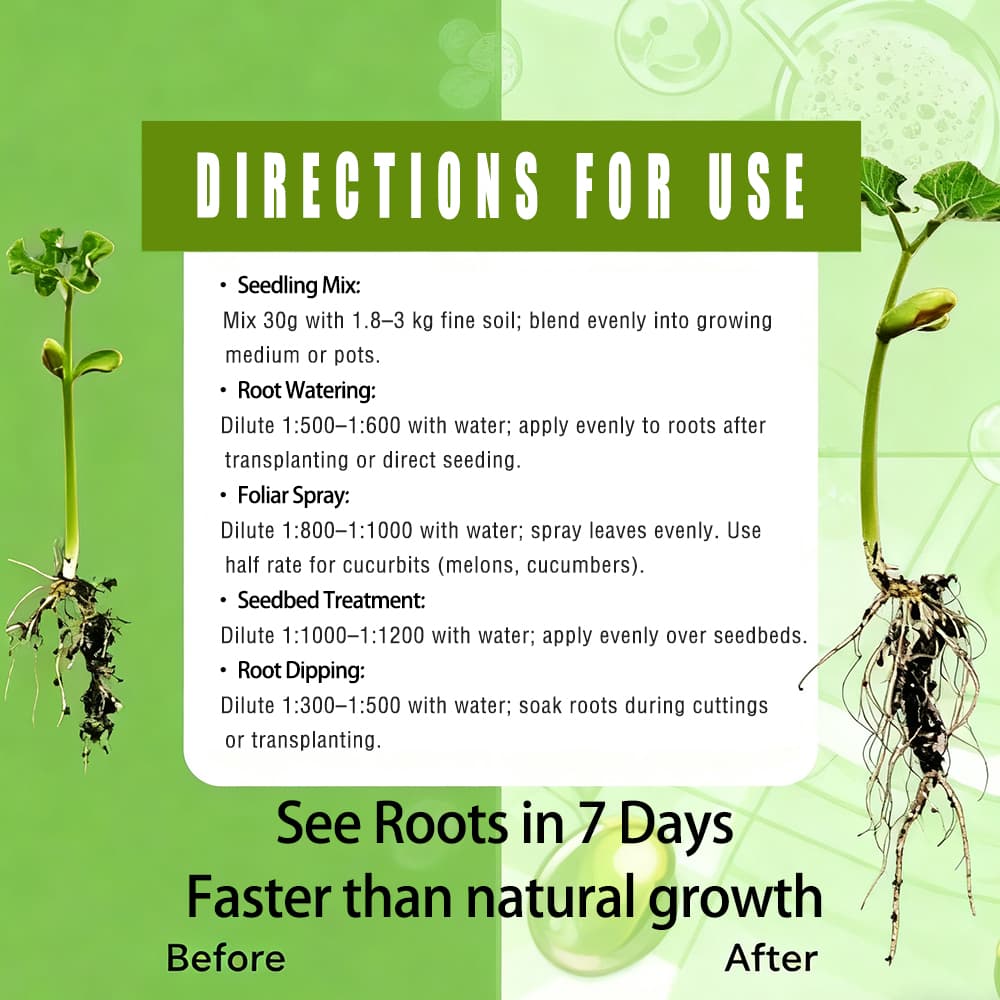 DIRECTIONS FOR USE
• Seedling Mix:
Mix 30g with 1.8–3 kg fine soil; blend evenly into growing
medium or pots.
• Root Watering:
Dilute 1:500–1:600 with water; apply evenly to roots after
transplanting or direct seeding.
• Foliar Spray:
Dilute 1:800–1:1000 with water; spray leaves evenly. Use
half rate for cucurbits (melons, cucumbers).
• Seedbed Treatment:
Dilute 1:1000–1:1200 with water; apply evenly over seedbeds.
• Root Dipping:
Dilute 1:300–1:500 with water; soak roots during cuttings
or transplanting.
See Roots in 7 Days
Faster than natural growth
Before
After